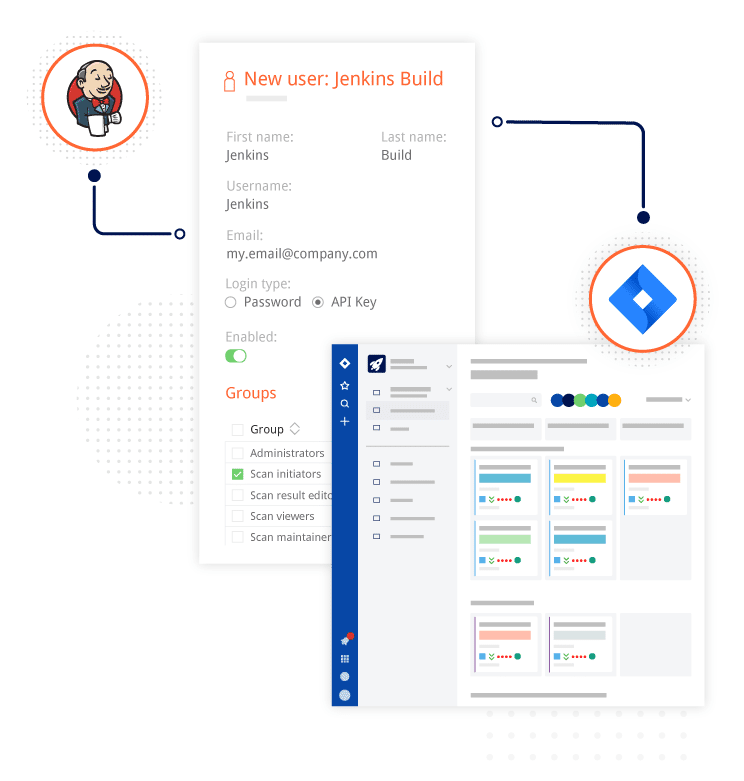 New user: Jenkins Build
First name: Last name:
Jenkins Build
Username:
Jenkins
Email:
my.email@company.com
Login type:
Password API Key
Enabled:
Groups
Group
Administrators
Scan initiators
Scan result edito
Scan viewers
Scan maintainer